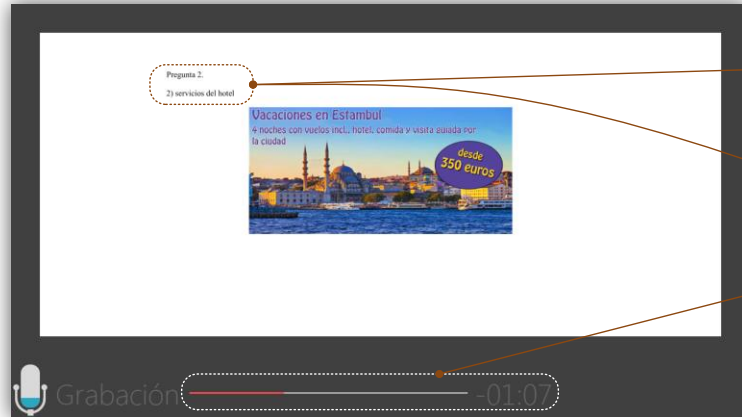 Pregunta 2.
2) servicios del hotel
Vacaciones en Estambul
4 noches con vuelos incl., hotel, comida y visita guiada por
la ciudad
desde
350 euros
Grabación
-01:07